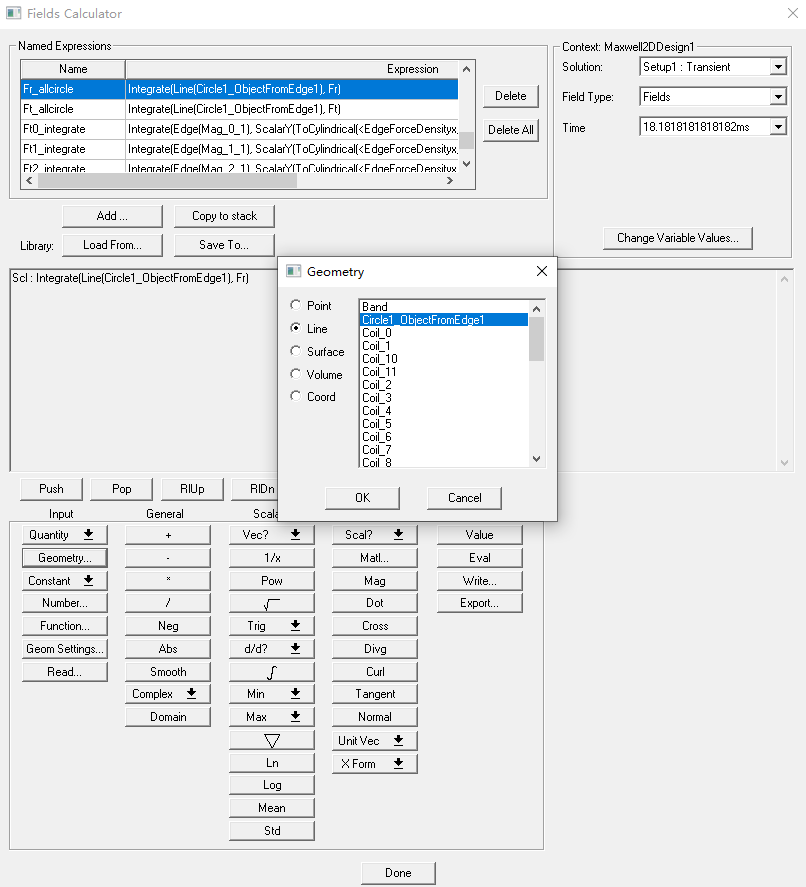 Fields Calculator
Named Expressions
Name Expression
Fr_allcircle Integrate(Line(Circle1_ObjectFromEdge1), Fr)
Ft_allcircle Integrate(Line(Circle1_ObjectFromEdge1), Ft)
Ft0_integrate Integrate(Edge(Mag_0_1), ScalarY(ToCylindrical(<EdgeForceDensityx,
Ft1_integrate Integrate(Edge(Mag_1_1), ScalarY(ToCylindrical(<EdgeForceDensityx,
Ft2_integrate Integrate(Edge(Mag_2_1), ScalarY(ToCylindrical(<EdgeForceDensityx,
Delete
Delete All
Context: Maxwell2DDesign1
Solution: Setup1 : Transient
Field Type: Fields
Time 18.1818181818182ms
Change Variable Values...
Add ... Copy to stack
Library: Load From... Save To...
Scl : Integrate(Line(Circle1_ObjectFromEdge1), Fr)
Geometry
Point
Line
Surface
Volume
Coord
Band
Circle1_ObjectFromEdge1
Coil_0
Coil_1
Coil_10
Coil_11
Coil_2
Coil_3
Coil_4
Coil_5
Coil_6
Coil_7
Coil_8
OK Cancel
Push Pop RlUp RlDn
Input General Scala
Quantity + Vec? Scal? Value
Geometry... - 1/x Matl... Eval
Constant * Pow Mag Write...
Number... / √ Dot Export...
Function... Neg Trig Cross
Geom Settings... Abs d/d? Divg
Read... Smooth ∫ Curl
Complex Min Tangent
Domain Max Normal
▽ Unit Vec
Ln X Form
Log
Mean
Std
Done